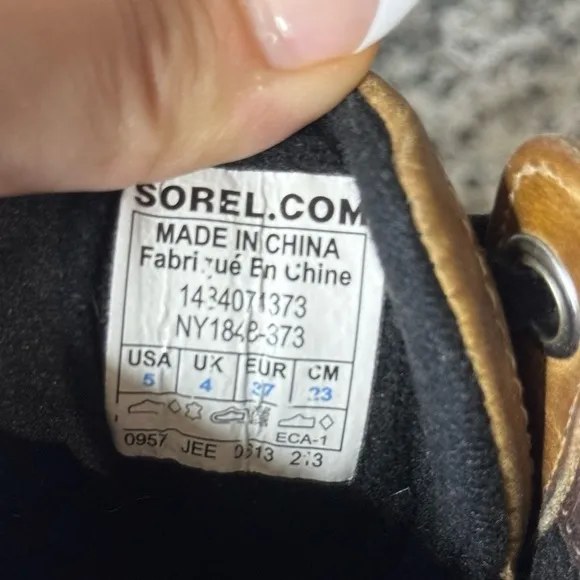 SOREL.COM
MADE IN CHINA
Fabriqué En Chine
1434071373
NY1848-373
USA UK EUR CM
5 4 37 23
ECA-1
0957 JEE 0613